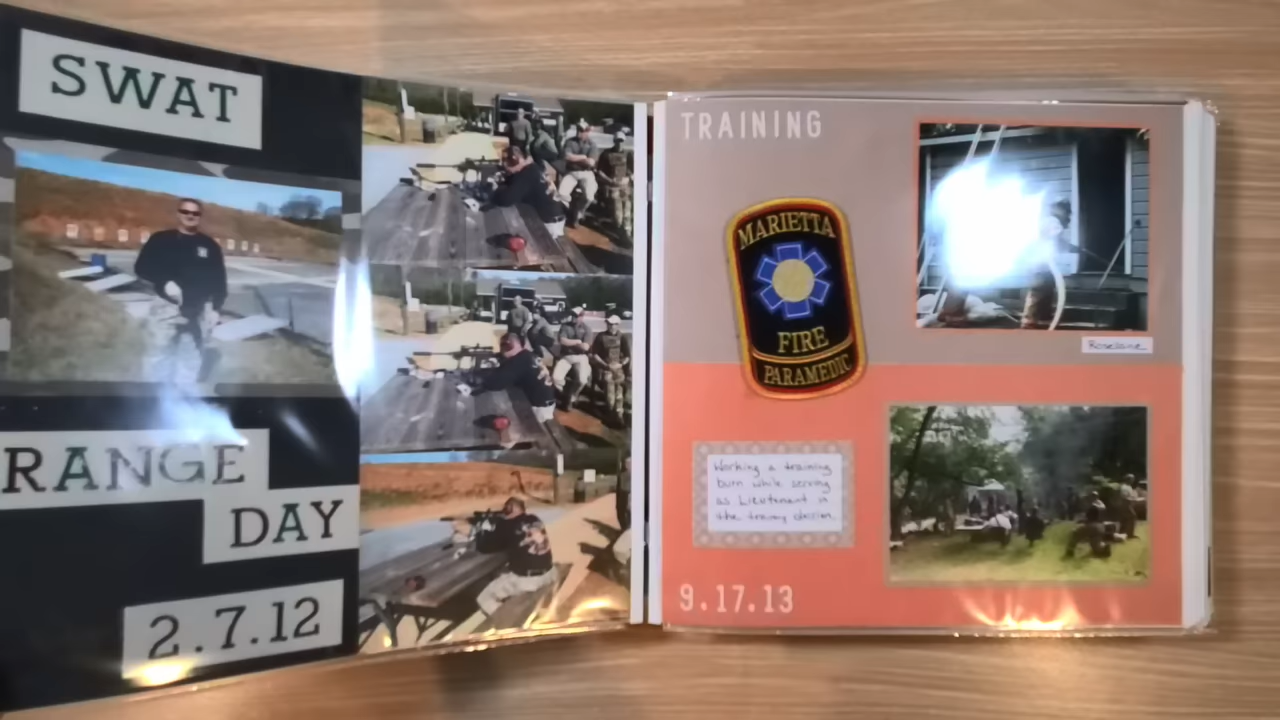 SWAT
RANGE
DAY
2.7.12
TRAINING
MARIETTA
FIRE
PARAMEDIC
Roselane
Working a training
burn while serving
as Lieutenant in
the training division.
9.17.13